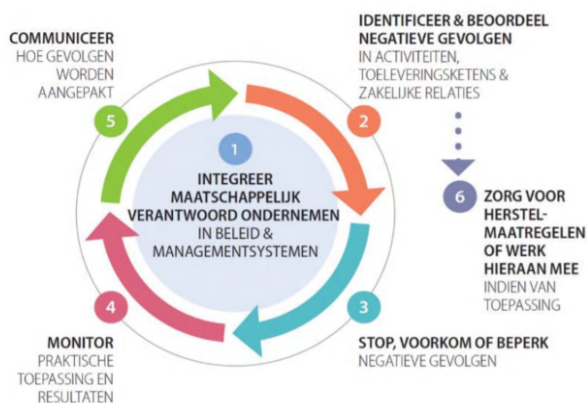 1
INTEGREER
MAATSCHAPPELIJK
VERANTWOORD ONDERNEMEN
IN BELEID &
MANAGEMENTSYSTEMEN
2
IDENTIFICEER & BEOORDEEL
NEGATIEVE GEVOLGEN
IN ACTIVITEITEN,
TOELEVERINGSKETENS &
ZAKELIJKE RELATIES
3
STOP, VOORKOM OF BEPERK
NEGATIEVE GEVOLGEN
4
MONITOR
PRAKTISCHE
TOEPASSING EN
RESULTATEN
5
COMMUNICEER
HOE GEVOLGEN
WORDEN
AANGEPAKT
6
ZORG VOOR
HERSTEL-
MAATREGELEN
OF WERK
HIERAAN MEE
INDIEN VAN
TOEPASSING